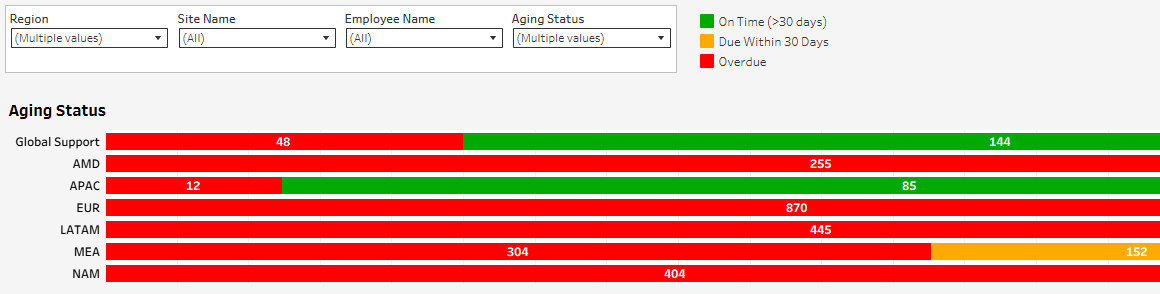 Region
Site Name
Employee Name
Aging Status
(Multiple values)
(All)
(All)
(Multiple values)
On Time (>30 days)
Due Within 30 Days
Overdue
Aging Status
Global Support 48 144
AMD 255
APAC 12 85
EUR 870
LATAM 445
MEA 304 152
NAM 404